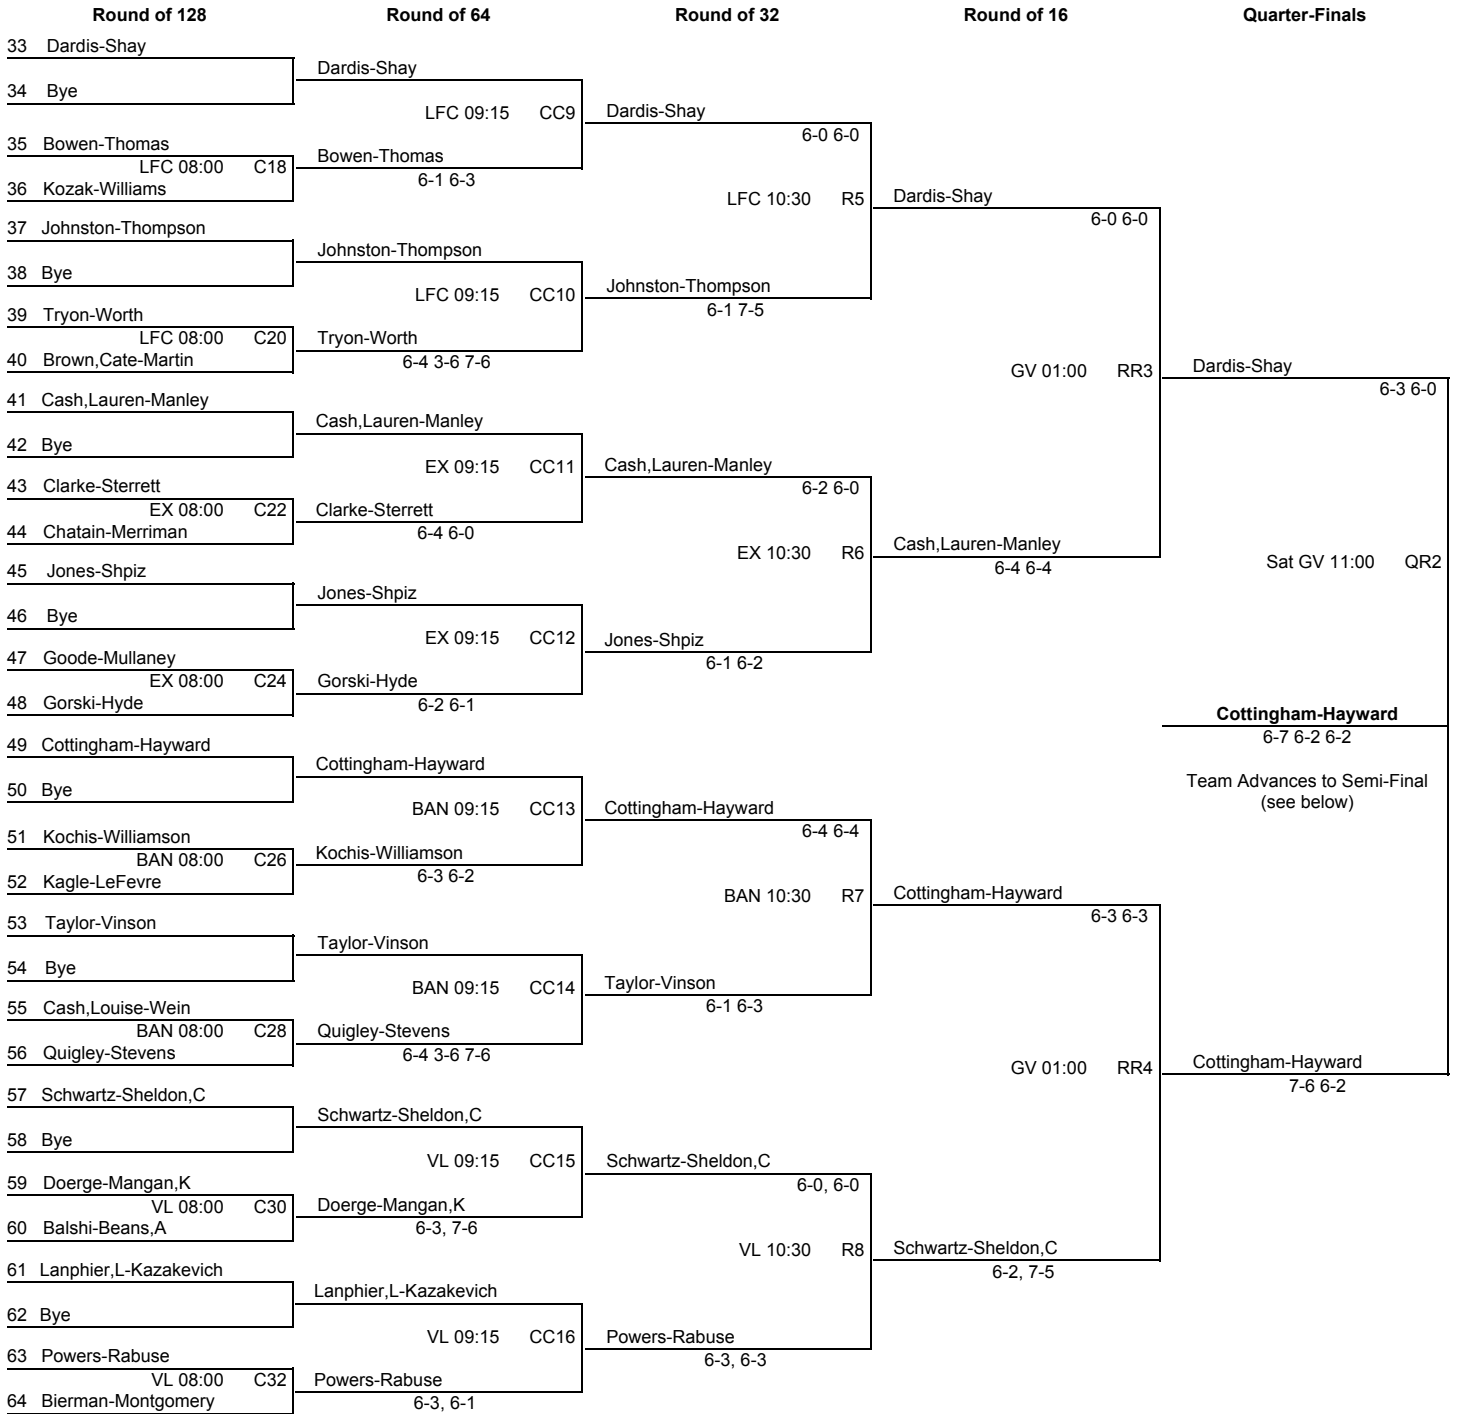 Round of 128 Round of 64 Round of 32 Round of 16 Quarter-Finals
33 Dardis-Shay
Dardis-Shay
34 Bye
LFC 09:15 CC9 Dardis-Shay
6-0 6-0
35 Bowen-Thomas
LFC 08:00 C18 Bowen-Thomas
6-1 6-3
36 Kozak-Williams
LFC 10:30 R5 Dardis-Shay
6-0 6-0
37 Johnston-Thompson
Johnston-Thompson
38 Bye
LFC 09:15 CC10 Johnston-Thompson
6-1 7-5
39 Tryon-Worth
LFC 08:00 C20 Tryon-Worth
6-4 3-6 7-6
40 Brown,Cate-Martin
GV 01:00 RR3 Dardis-Shay
6-3 6-0
41 Cash,Lauren-Manley
Cash,Lauren-Manley
42 Bye
EX 09:15 CC11 Cash,Lauren-Manley
6-2 6-0
43 Clarke-Sterrett
EX 08:00 C22 Clarke-Sterrett
6-4 6-0
44 Chatain-Merriman
EX 10:30 R6 Cash,Lauren-Manley
6-4 6-4
Sat GV 11:00 QR2
45 Jones-Shpiz
Jones-Shpiz
46 Bye
EX 09:15 CC12 Jones-Shpiz
6-1 6-2
47 Goode-Mullaney
EX 08:00 C24 Gorski-Hyde
6-2 6-1
48 Gorski-Hyde
Cottingham-Hayward
6-7 6-2 6-2
49 Cottingham-Hayward
Cottingham-Hayward
50 Bye
Team Advances to Semi-Final
(see below)
BAN 09:15 CC13 Cottingham-Hayward
6-4 6-4
51 Kochis-Williamson
BAN 08:00 C26 Kochis-Williamson
6-3 6-2
52 Kagle-LeFevre
BAN 10:30 R7 Cottingham-Hayward
6-3 6-3
53 Taylor-Vinson
Taylor-Vinson
54 Bye
BAN 09:15 CC14 Taylor-Vinson
6-1 6-3
55 Cash,Louise-Wein
BAN 08:00 C28 Quigley-Stevens
6-4 3-6 7-6
56 Quigley-Stevens
GV 01:00 RR4 Cottingham-Hayward
7-6 6-2
57 Schwartz-Sheldon,C
Schwartz-Sheldon,C
58 Bye
VL 09:15 CC15 Schwartz-Sheldon,C
6-0, 6-0
59 Doerge-Mangan,K
VL 08:00 C30 Doerge-Mangan,K
6-3, 7-6
60 Balshi-Beans,A
VL 10:30 R8 Schwartz-Sheldon,C
6-2, 7-5
61 Lanphier,L-Kazakevich
Lanphier,L-Kazakevich
62 Bye
VL 09:15 CC16 Powers-Rabuse
6-3, 6-3
63 Powers-Rabuse
VL 08:00 C32 Powers-Rabuse
6-3, 6-1
64 Bierman-Montgomery